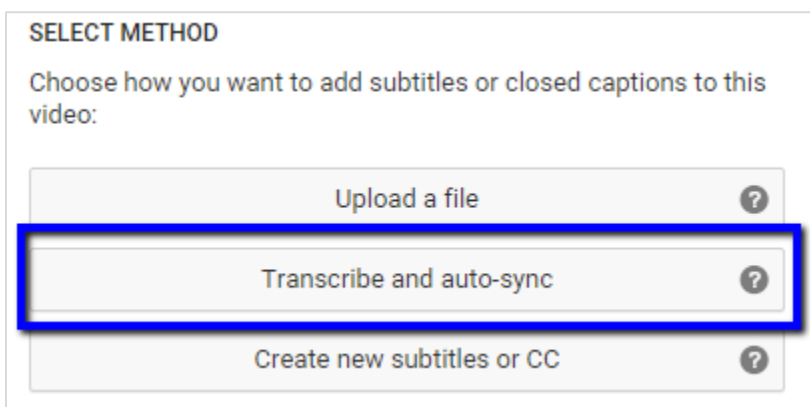 SELECT METHOD
Choose how you want to add subtitles or closed captions to this
video:
Upload a file ?
Transcribe and auto-sync ?
Create new subtitles or CC ?